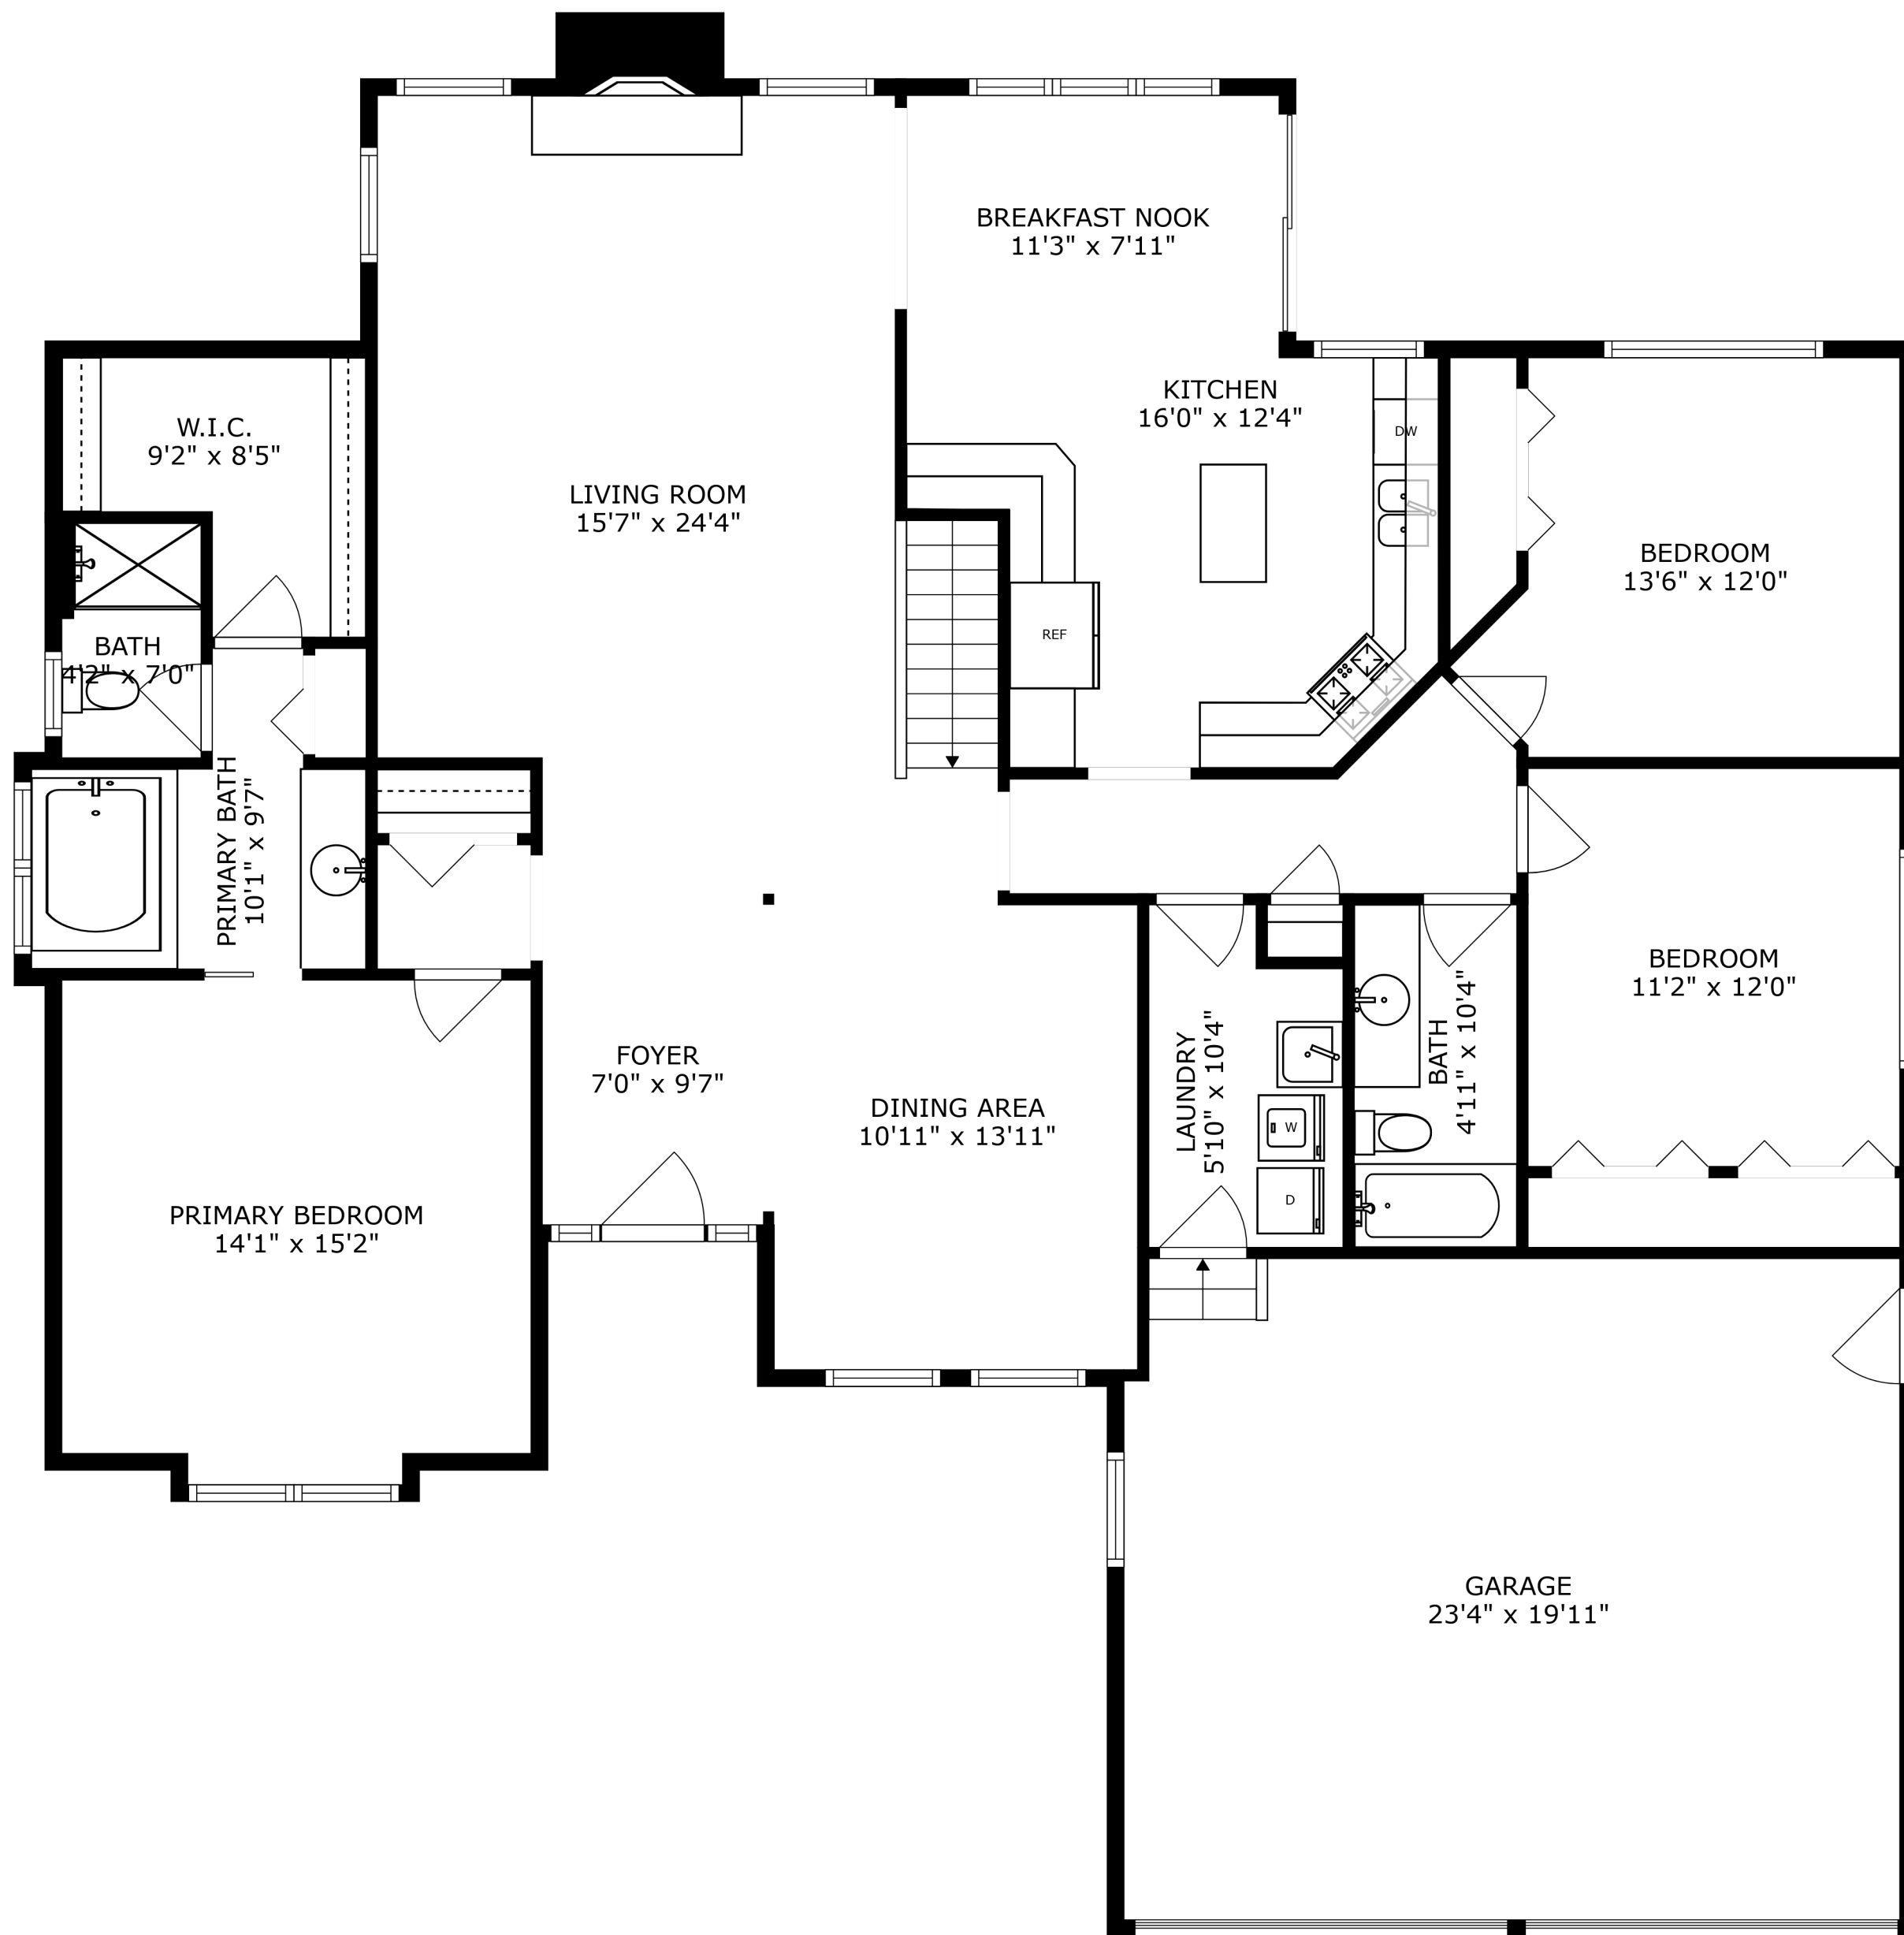 BREAKFAST NOOK
11'3" x 7'11"
KITCHEN
16'0" x 12'4"
W.I.C.
9'2" x 8'5"
DW
LIVING ROOM
15'7" x 24'4"
BEDROOM
13'6" x 12'0"
REF
BATH
4'2" x 7'0"
PRIMARY BATH
10'1" x 9'7"
BEDROOM
11'2" x 12'0"
FOYER
7'0" x 9'7"
DINING AREA
10'11" x 13'11"
LAUNDRY
5'10" x 10'4"
BATH
4'11" x 10'4"
W
D
PRIMARY BEDROOM
14'1" x 15'2"
GARAGE
23'4" x 19'11"